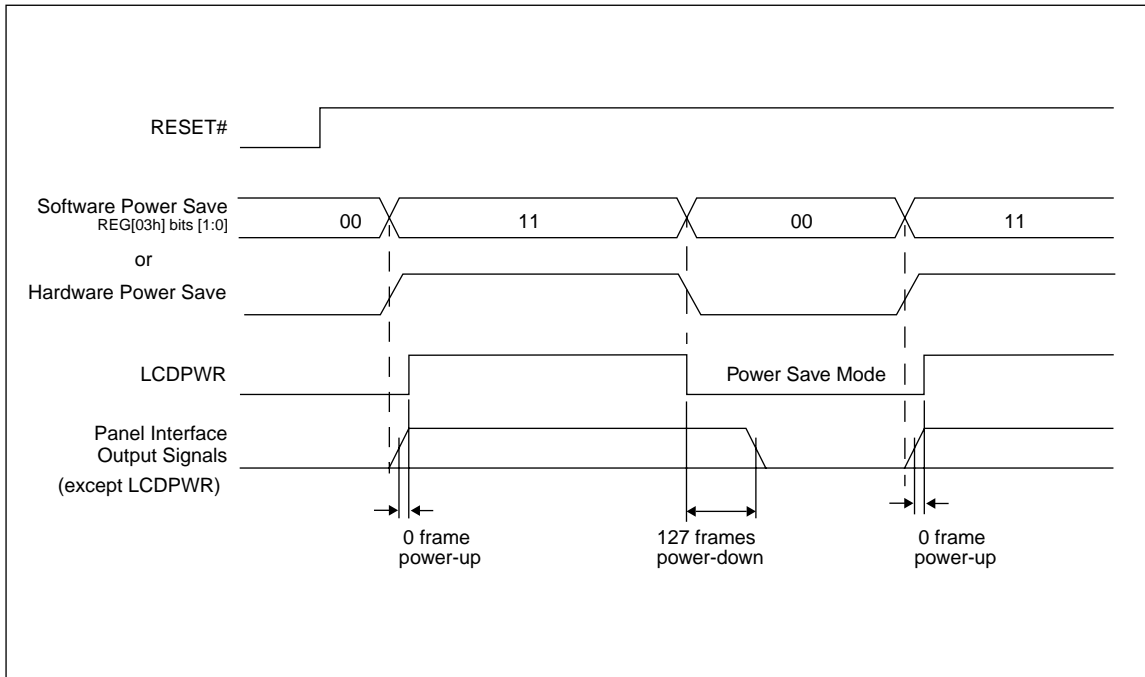 RESET#
Software Power Save
REG[03h] bits [1:0]
00
11
00
11
or
Hardware Power Save
LCDPWR
Power Save Mode
Panel Interface
Output Signals
(except LCDPWR)
0 frame
power-up
127 frames
power-down
0 frame
power-up